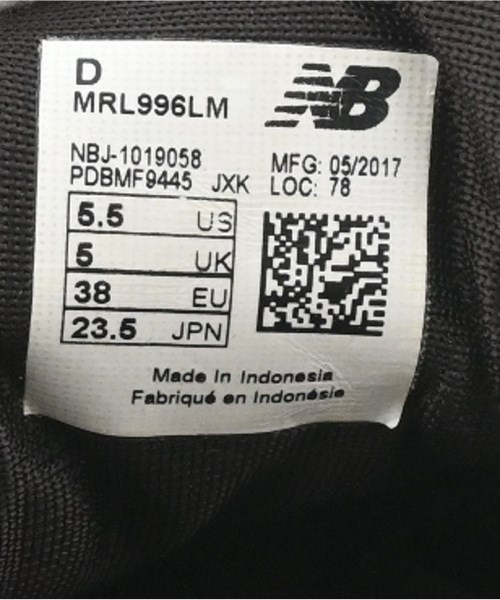 D
MRL996LM
NB
NBJ-1019058
PDBMF9445 JXK
MFG: 05/2017
LOC: 78
5.5 US
5 UK
38 EU
23.5 JPN
Made In Indonesia
Fabriqué en Indonésie